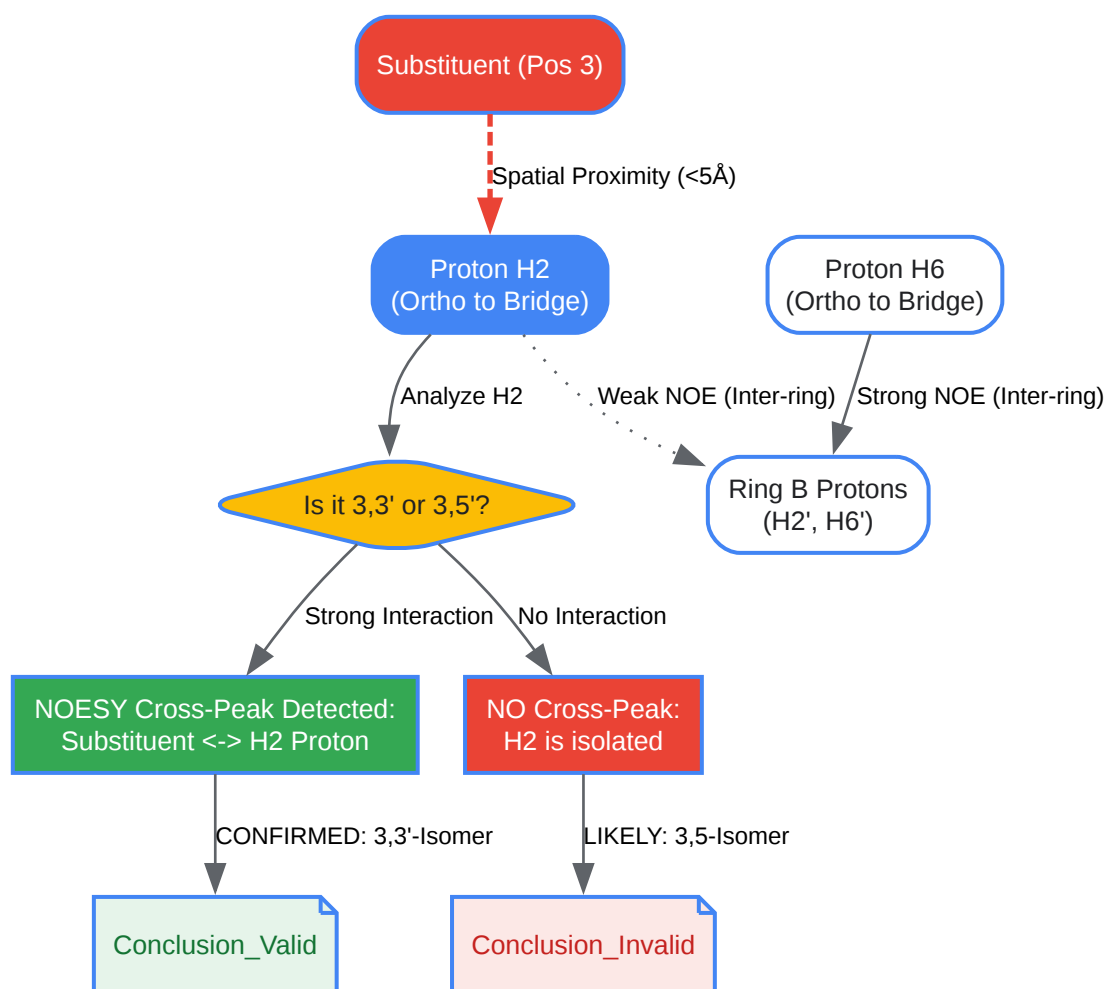 Substituent (Pos 3)
Spatial Proximity (<5Å)
Proton H2
(Ortho to Bridge)
Proton H6
(Ortho to Bridge)
Analyze H2
Weak NOE (Inter-ring)
Strong NOE (Inter-ring)
Is it 3,3' or 3,5'?
Ring B Protons
(H2', H6')
Strong Interaction
No Interaction
NOESY Cross-Peak Detected:
Substituent <-> H2 Proton
NO Cross-Peak:
H2 is isolated
CONFIRMED: 3,3'-Isomer
LIKELY: 3,5-Isomer
Conclusion_Valid
Conclusion_Invalid